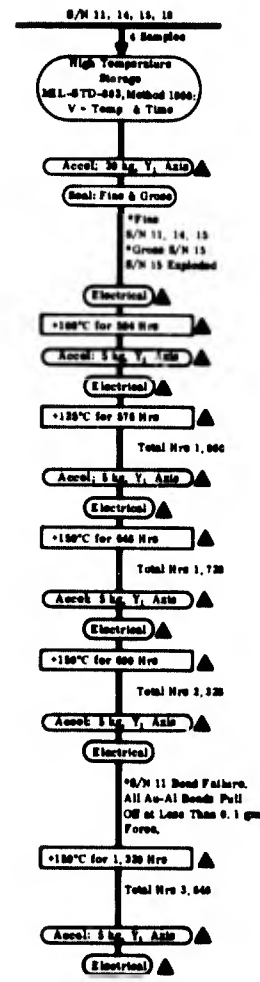 S/N 11, 14, 15, 18
4 Samples
High Temperature
Storage
MIL-STD-883, Method 1008:
V - Temp & Time
Accel; 30 kg, Y₁ Axis
Seal: Fine & Gross
*Fine
S/N 11, 14, 15
*Gross S/N 15
S/N 15 Exploded
Electrical
+100°C for 504 Hrs
Accel: 5 kg, Y₁ Axis
Electrical
+125°C for 576 Hrs
Total Hrs 1,080
Accel; 5 kg, Y₁ Axis
Electrical
+150°C for 648 Hrs
Total Hrs 1,728
Accel: 5 kg, Y₁ Axis
Electrical
+150°C for 600 Hrs
Total Hrs 2,328
Accel: 5 kg, Y₁ Axis
Electrical
*S/N 11 Bond Failure.
All Au-Al Bonds Pull
Off at Less Than 0.1 gm
Force.
+150°C for 1,320 Hrs
Total Hrs 3,648
Accel: 5 kg, Y₁ Axis
Electrical